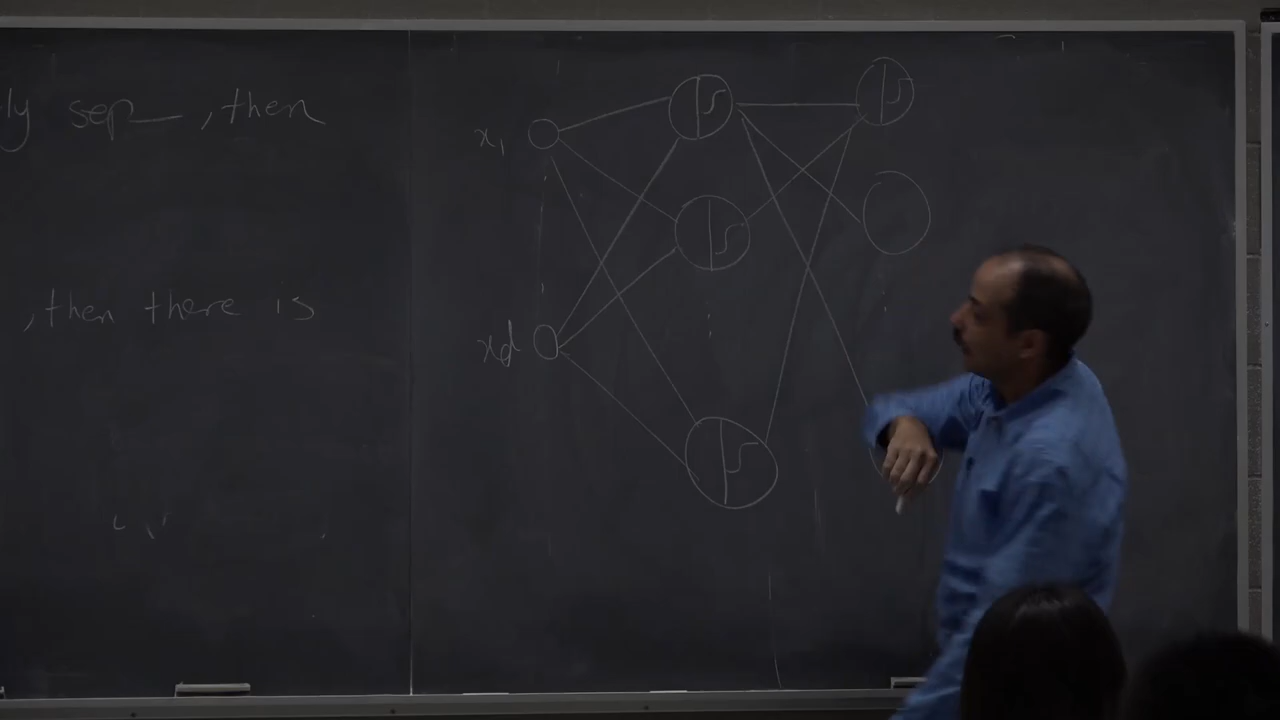 ly sep , then
, then there is
x1
xd